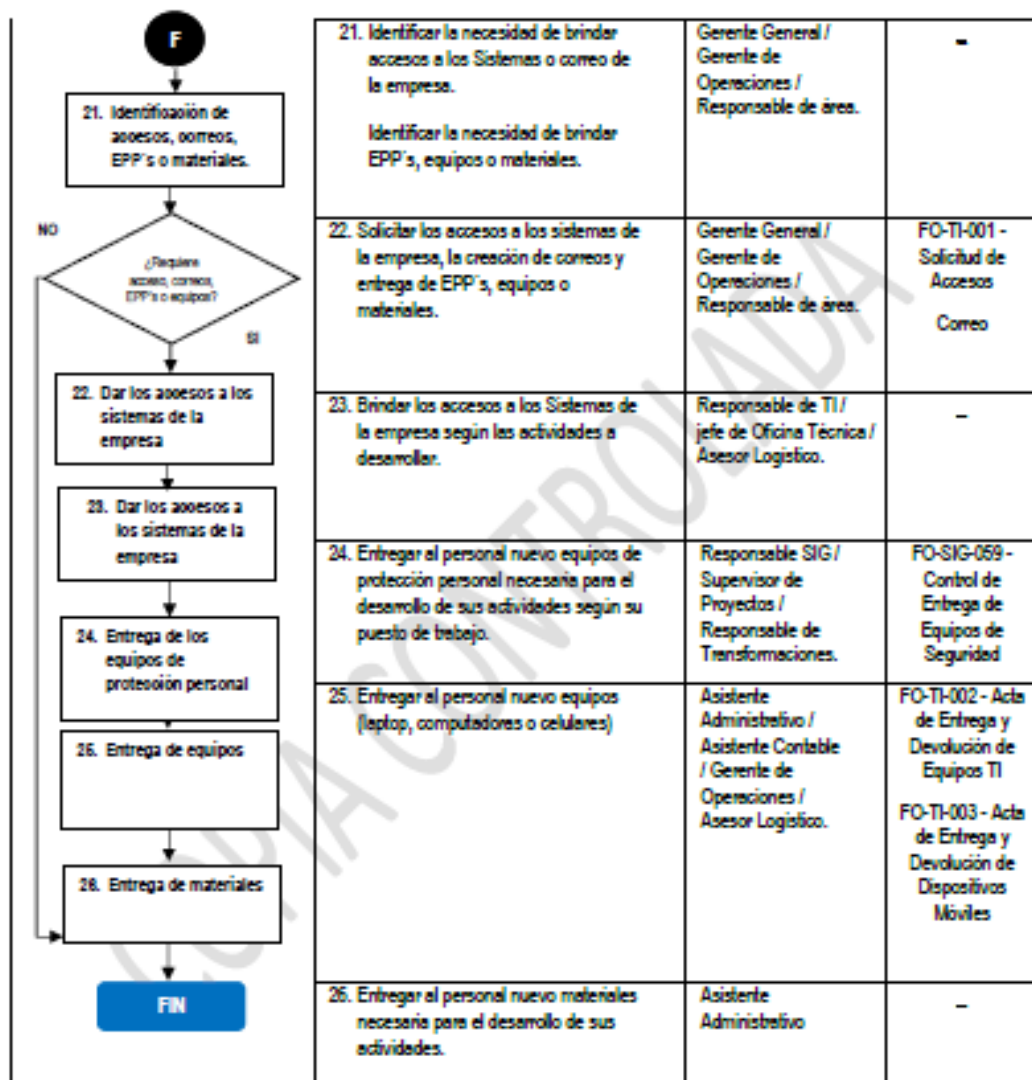 F
21. Identificación de
accesos, correos,
EPP´s o materiales.
NO
¿Requiere
acceso, correos,
EPP's o equipos?
SI
22. Dar los accesos a los
sistemas de la
empresa
23. Dar los accesos a
los sistemas de la
empresa
24. Entrega de los
equipos de
protección personal
25. Entrega de equipos
26. Entrega de materiales
FIN
21. Identificar la necesidad de brindar
accesos a los Sistemas o correo de
la empresa.
Identificar la necesidad de brindar
EPP´s, equipos o materiales.
Gerente General /
Gerente de
Operaciones /
Responsable de área.
–
22. Solicitar los accesos a los sistemas de
la empresa, la creación de correos y
entrega de EPP´s, equipos o
materiales.
Gerente General /
Gerente de
Operaciones /
Responsable de área.
FO-TI-001 -
Solicitud de
Accesos
Correo
23. Brindar los accesos a los Sistemas de
la empresa según las actividades a
desarrollar.
Responsable de TI /
jefe de Oficina Técnica /
Asesor Logístico.
–
24. Entregar al personal nuevo equipos de
protección personal necesaria para el
desarrollo de sus actividades según su
puesto de trabajo.
Responsable SIG /
Supervisor de
Proyectos /
Responsable de
Transformaciones.
FO-SIG-059 -
Control de
Entrega de
Equipos de
Seguridad
25. Entregar al personal nuevo equipos
(laptop, computadoras o celulares)
Asistente
Administrativo /
Asistente Contable
/ Gerente de
Operaciones /
Asesor Logístico.
FO-TI-002 - Acta
de Entrega y
Devolución de
Equipos TI
FO-TI-003 - Acta
de Entrega y
Devolución de
Dispositivos
Móviles
26. Entregar al personal nuevo materiales
necesaria para el desarrollo de sus
actividades.
Asistente
Administrativo
–
COPIA CONTROLADA